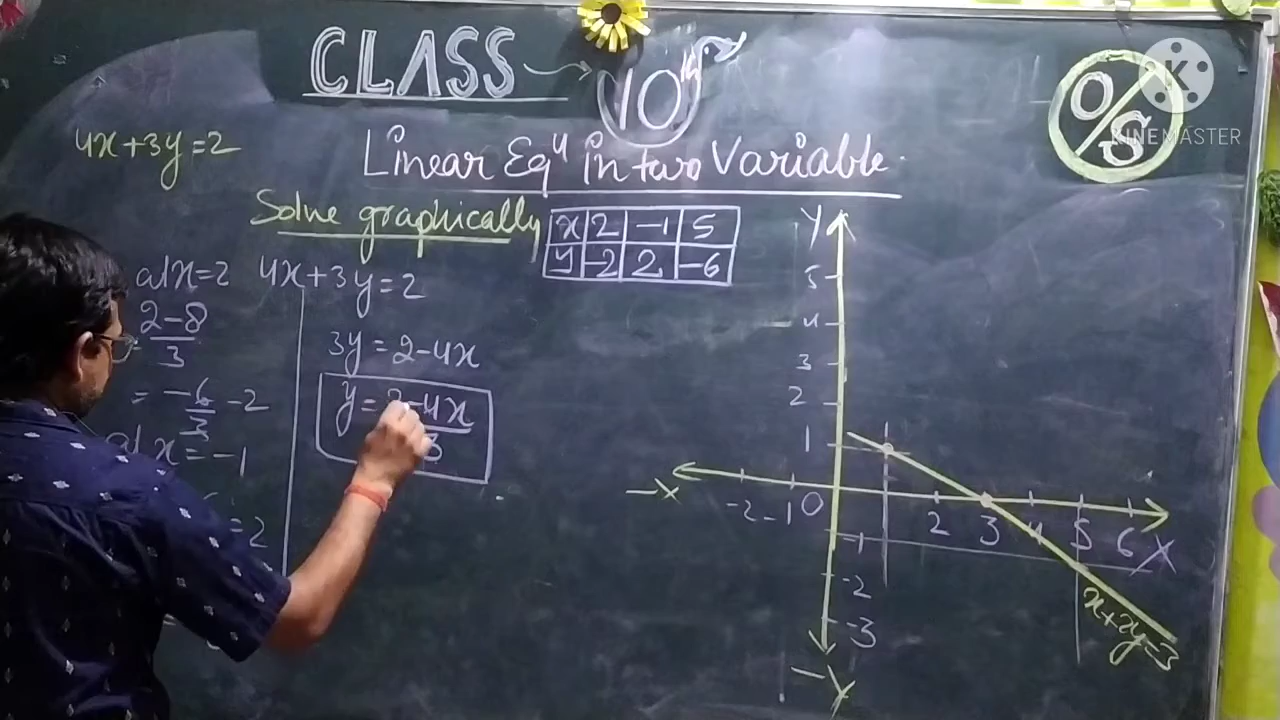 CLASS → 10th
O/S
KINEMASTER
4x+3y=2
Linear Eqn in two Variable.
Solve graphically
x 2 -1 5
y -2 2 -6
at x=2
2-8
3
= -6/3 -2
at x = -1
= 2
4x+3y=2
3y=2-4x
y=2-4x
3
Y
5
4
3
2
1
-X -2 -1 0 2 3 4 5 6 X
-1
-2
-3
-Y
x+2y=3